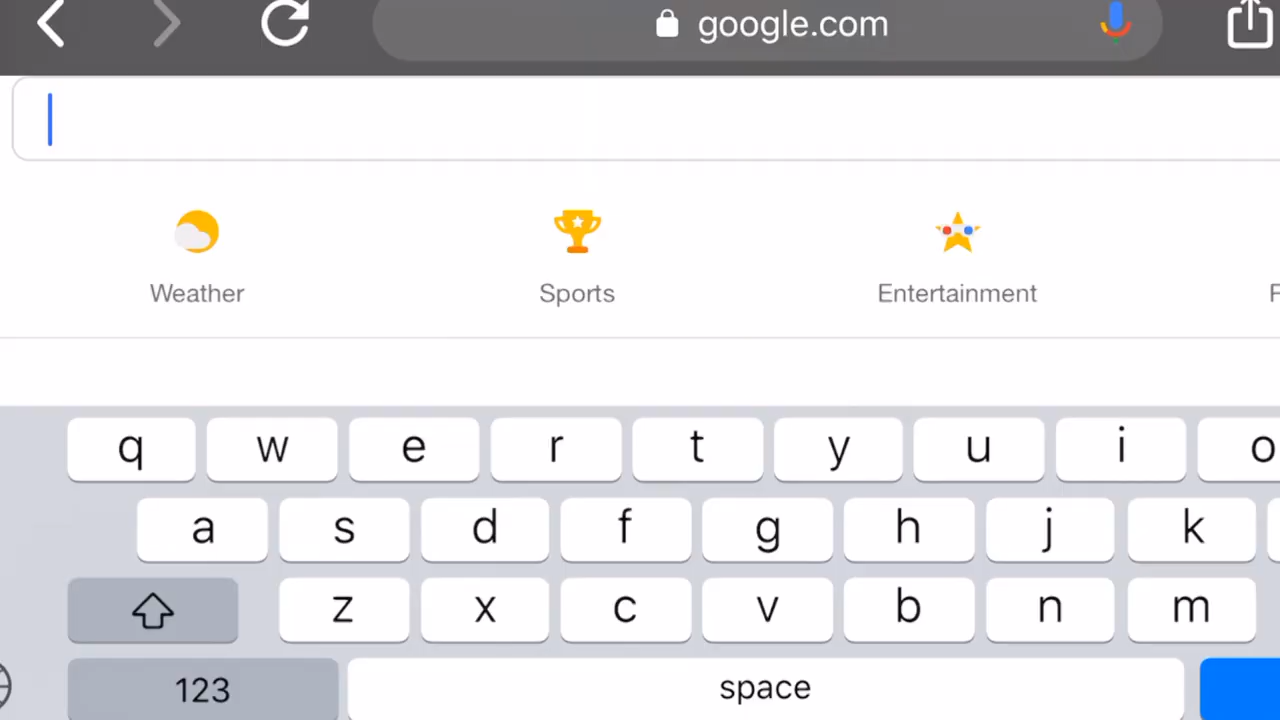 google.com
Weather Sports Entertainment F
q w e r t y u i o
a s d f g h j k
z x c v b n m
123 space